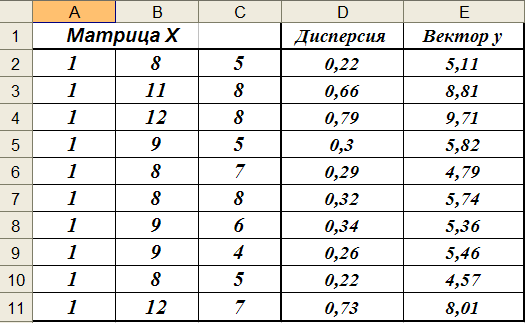 A B C D E
1 Матрица X Дисперсия Вектор y
2 1 8 5 0,22 5,11
3 1 11 8 0,66 8,81
4 1 12 8 0,79 9,71
5 1 9 5 0,3 5,82
6 1 8 7 0,29 4,79
7 1 8 8 0,32 5,74
8 1 9 6 0,34 5,36
9 1 9 4 0,26 5,46
10 1 8 5 0,22 4,57
11 1 12 7 0,73 8,01